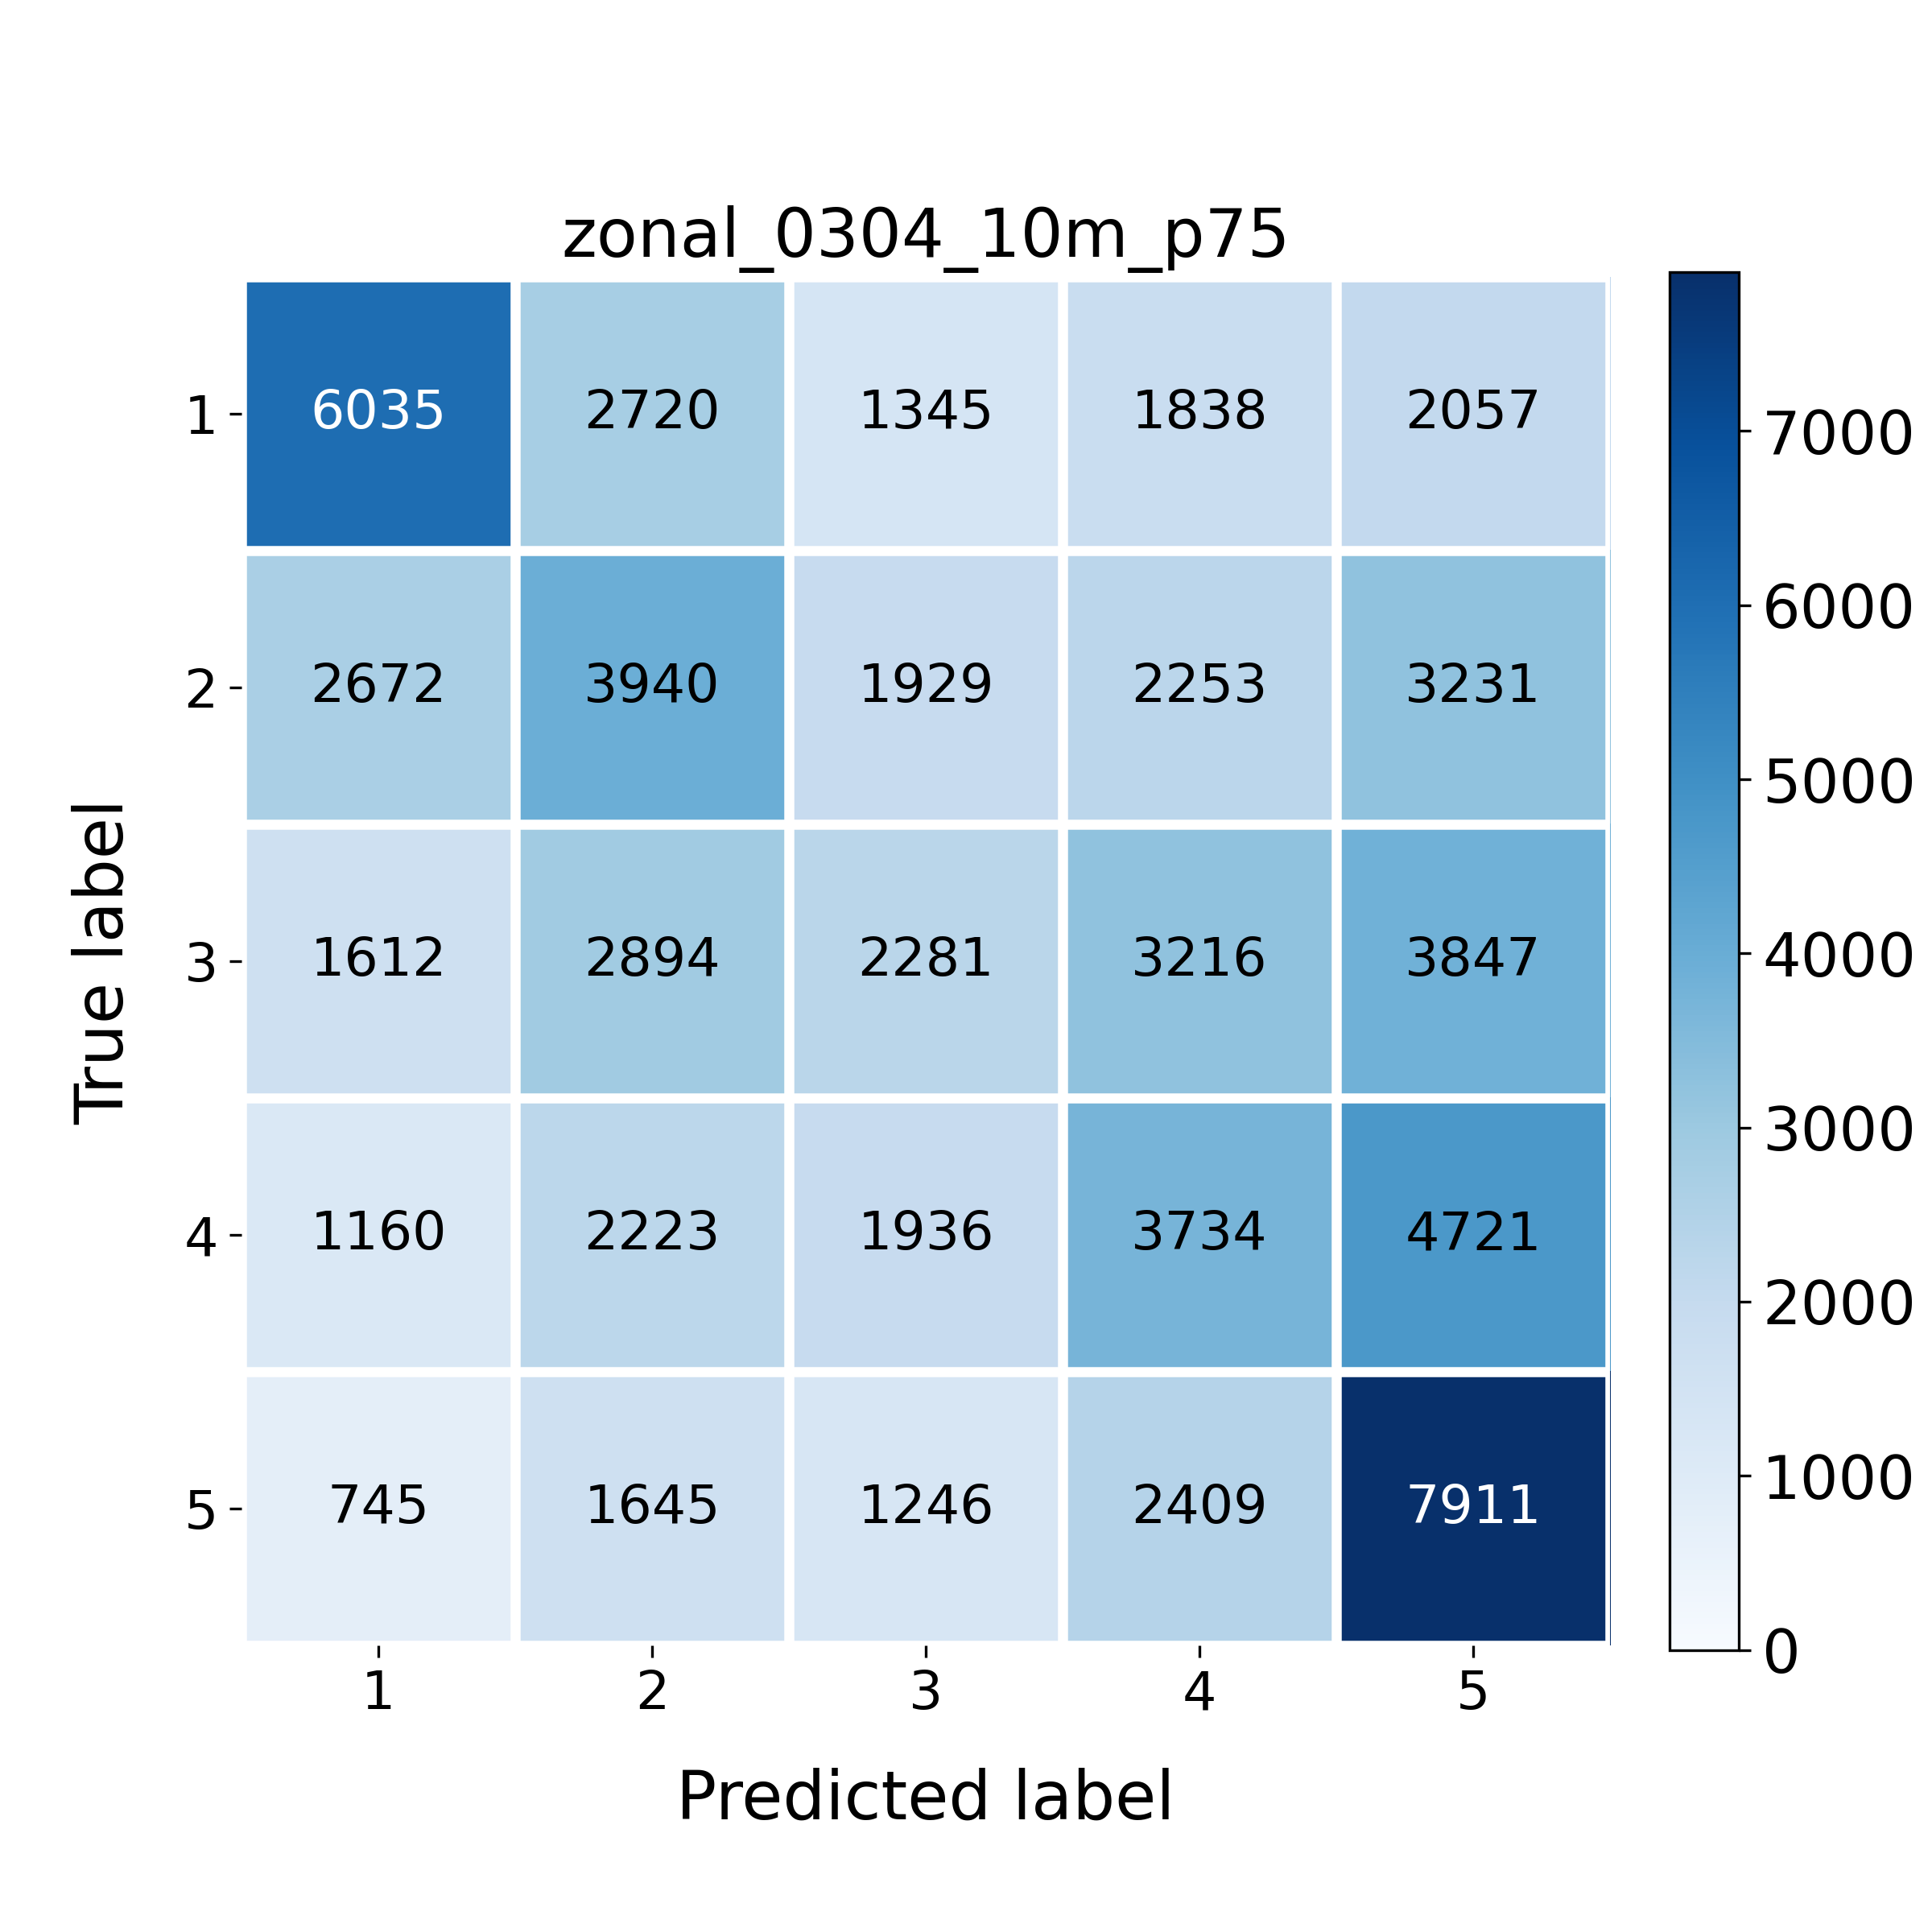 zonal_0304_10m_p75
True label
1 6035 2720 1345 1838 2057
2 2672 3940 1929 2253 3231
3 1612 2894 2281 3216 3847
4 1160 2223 1936 3734 4721
5 745 1645 1246 2409 7911
1 2 3 4 5
Predicted label
7000
6000
5000
4000
3000
2000
1000
0